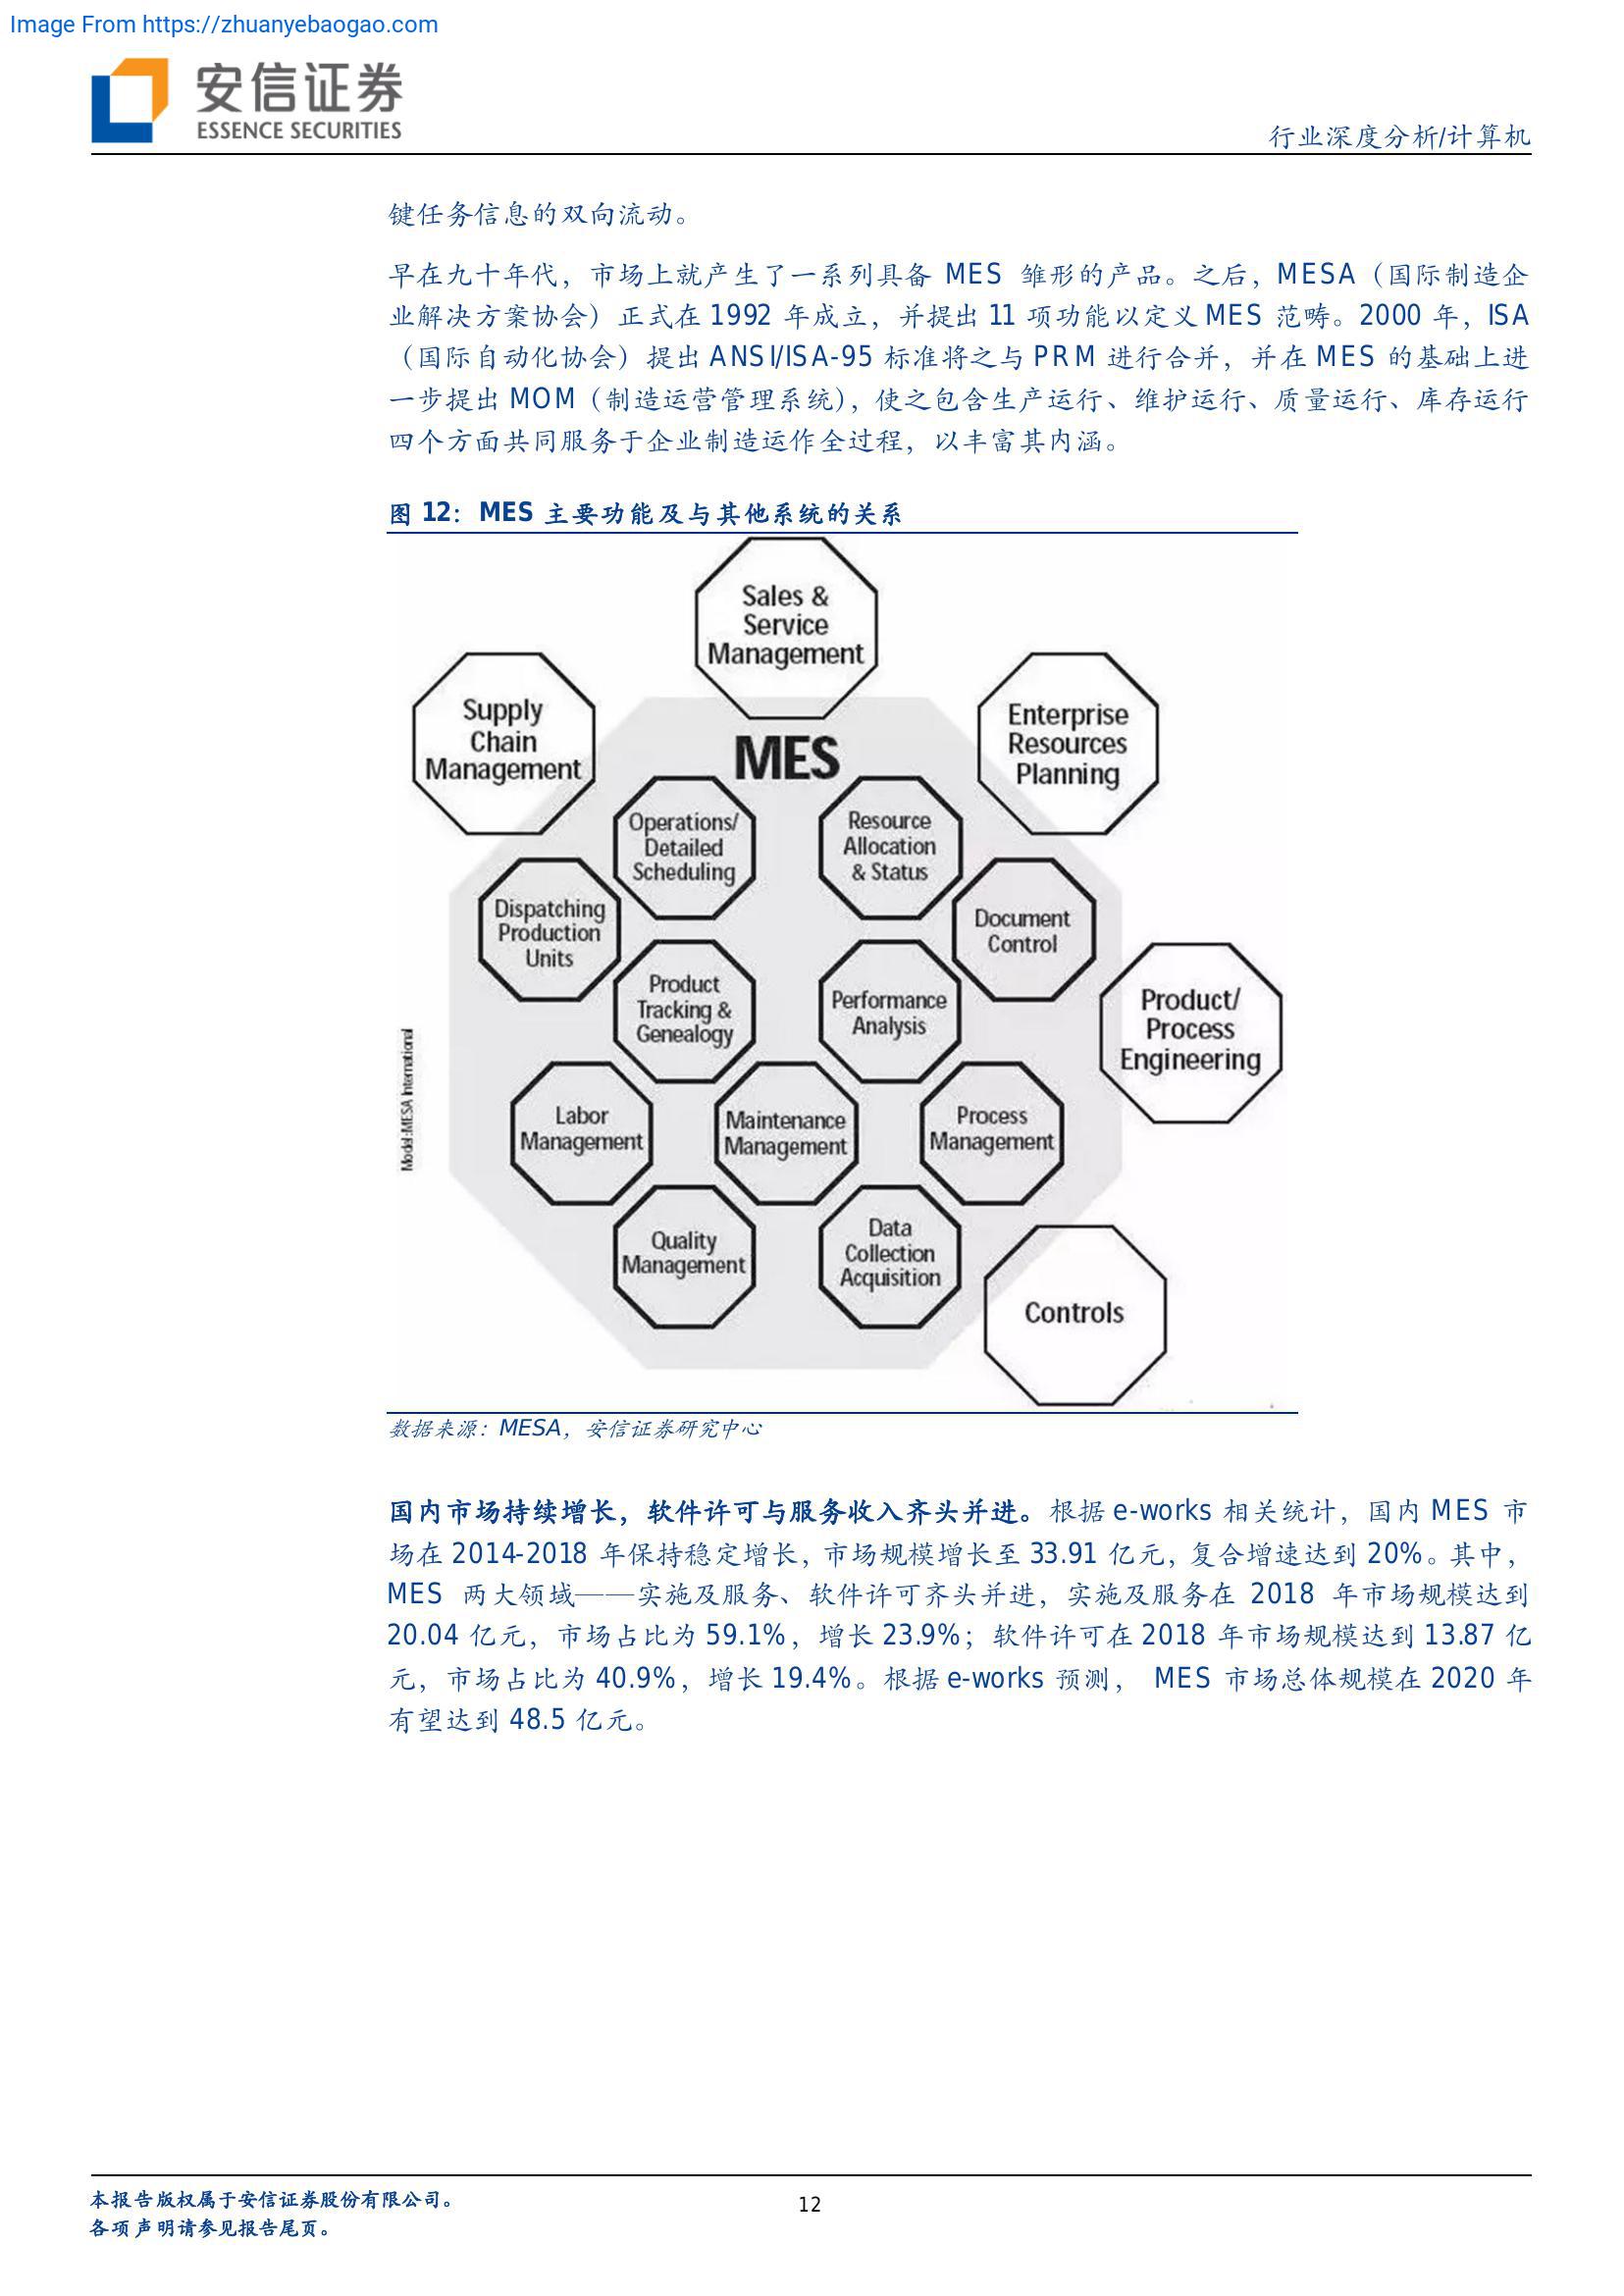 Image From https://zhuanyebaogao.com
安信证券
ESSENCE SECURITIES
行业深度分析/计算机
键任务信息的双向流动。
早在九十年代，市场上就产生了一系列具备 MES 雏形的产品。之后，MESA（国际制造企
业解决方案协会）正式在 1992 年成立，并提出 11 项功能以定义 MES 范畴。2000 年，ISA
（国际自动化协会）提出 ANSI/ISA-95 标准将之与 PRM 进行合并，并在 MES 的基础上进
一步提出 MOM（制造运营管理系统），使之包含生产运行、维护运行、质量运行、库存运行
四个方面共同服务于企业制造运作全过程，以丰富其内涵。
图 12：MES 主要功能及与其他系统的关系
Sales &
Service
Management
Supply
Chain
Management
Enterprise
Resources
Planning
MES
Operations/
Detailed
Scheduling
Resource
Allocation
& Status
Dispatching
Production
Units
Document
Control
Product
Tracking &
Genealogy
Performance
Analysis
Product/
Process
Engineering
Model:MESA International
Labor
Management
Maintenance
Management
Process
Management
Quality
Management
Data
Collection
Acquisition
Controls
数据来源：MESA，安信证券研究中心
国内市场持续增长，软件许可与服务收入齐头并进。根据 e-works 相关统计，国内 MES 市
场在 2014-2018 年保持稳定增长，市场规模增长至 33.91 亿元，复合增速达到 20%。其中，
MES 两大领域——实施及服务、软件许可齐头并进，实施及服务在 2018 年市场规模达到
20.04 亿元，市场占比为 59.1%，增长 23.9%；软件许可在 2018 年市场规模达到 13.87 亿
元，市场占比为 40.9%，增长 19.4%。根据 e-works 预测， MES 市场总体规模在 2020 年
有望达到 48.5 亿元。
本报告版权属于安信证券股份有限公司。
各项声明请参见报告尾页。
12